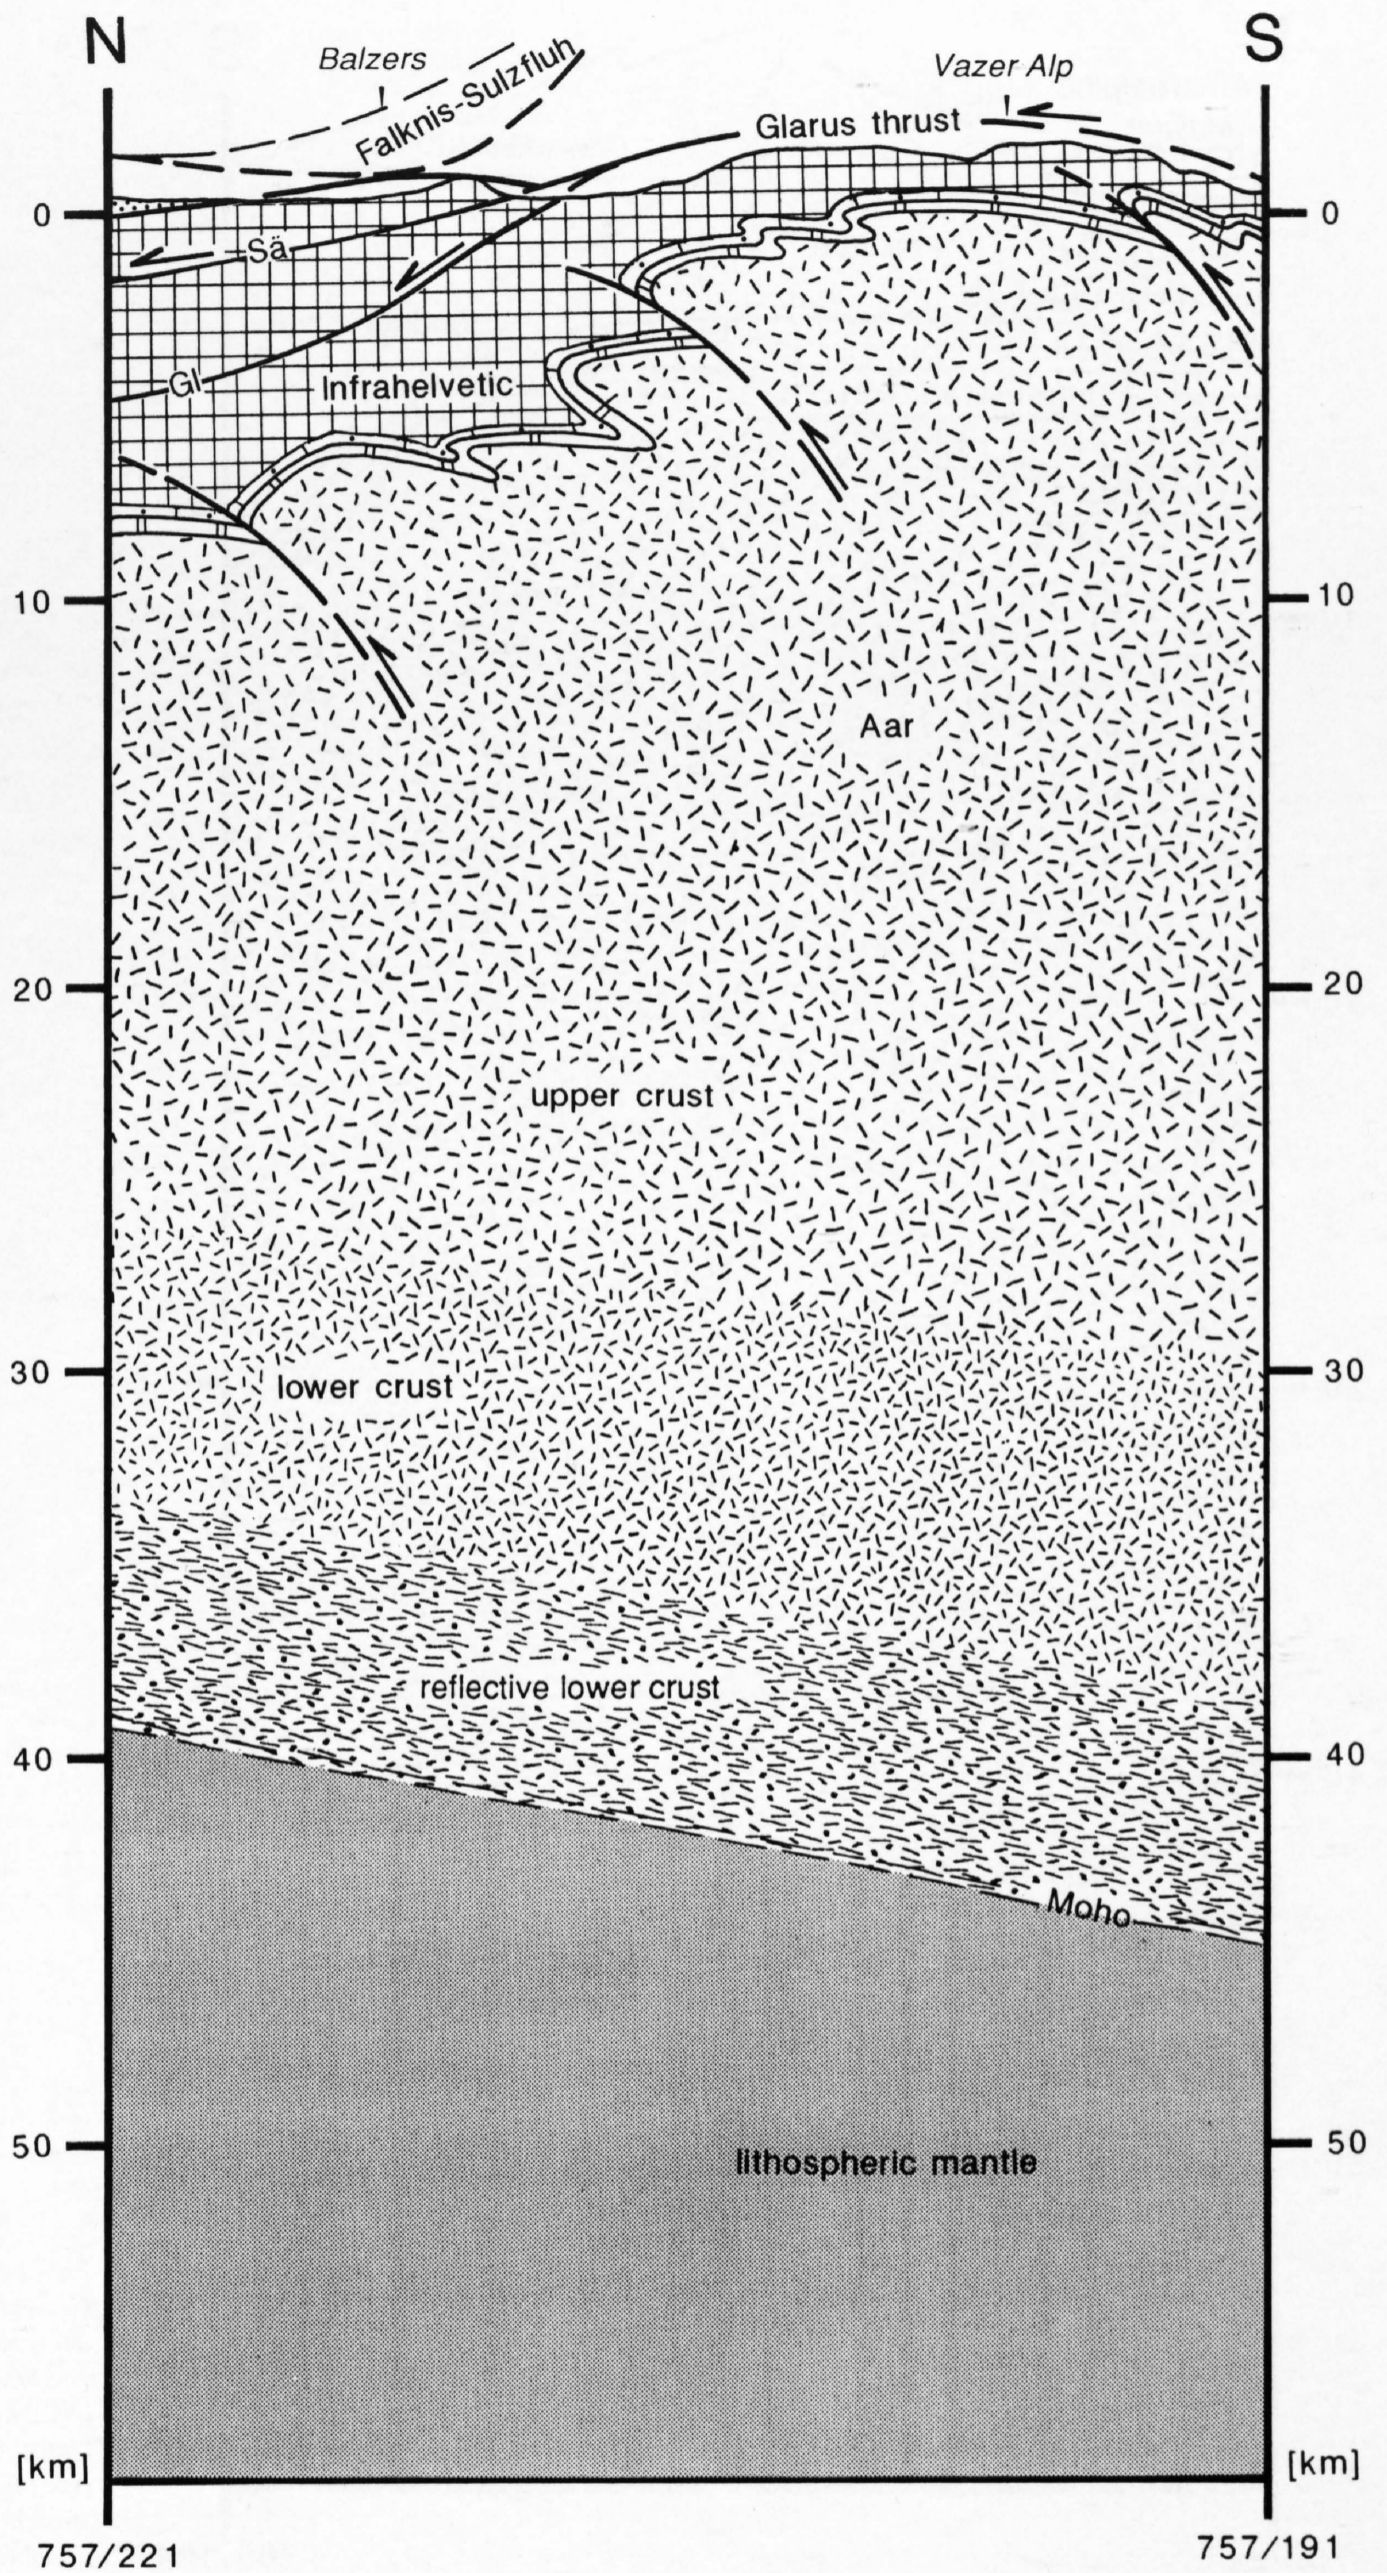 N
S
Balzers
Falknis-Sulzfluh
Vazer Alp
Glarus thrust
0
0
Sä
Gl
Infrahelvetic
10
10
Aar
20
20
upper crust
30
30
lower crust
reflective lower crust
40
40
Moho
50
50
lithospheric mantle
[km]
[km]
757/221
757/191